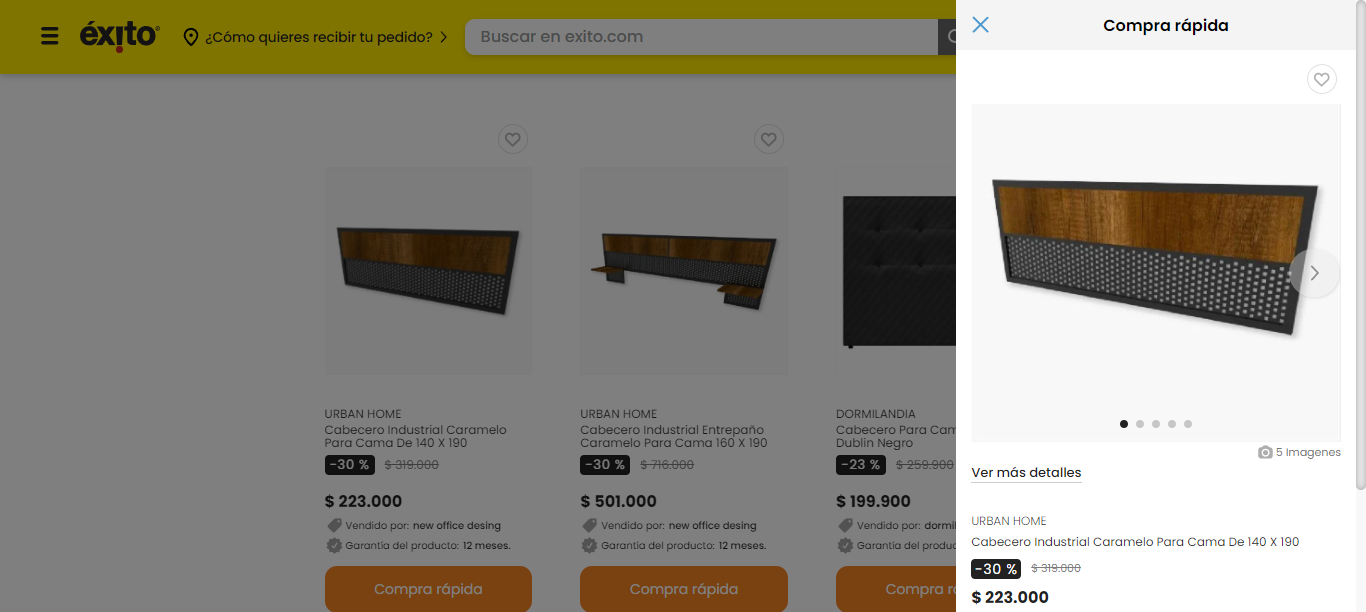 éxito
¿Cómo quieres recibir tu pedido?
Buscar en exito.com
URBAN HOME
Cabecero Industrial Caramelo
Para Cama De 140 X 190
-30 % $ 319.000
$ 223.000
Vendido por: new office desing
Garantía del producto: 12 meses.
Compra rápida
URBAN HOME
Cabecero Industrial Entrepaño
Caramelo Para Cama 160 X 190
-30 % $ 716.000
$ 501.000
Vendido por: new office desing
Garantía del producto: 12 meses.
Compra rápida
DORMILANDIA
Cabecero Para Cam
Dublin Negro
-23 % $ 259.900
$ 199.900
Vendido por: dormil
Garantía del produc
Compra ra
Compra rápida
5 Imagenes
Ver más detalles
URBAN HOME
Cabecero Industrial Caramelo Para Cama De 140 X 190
-30 % $ 319.000
$ 223.000